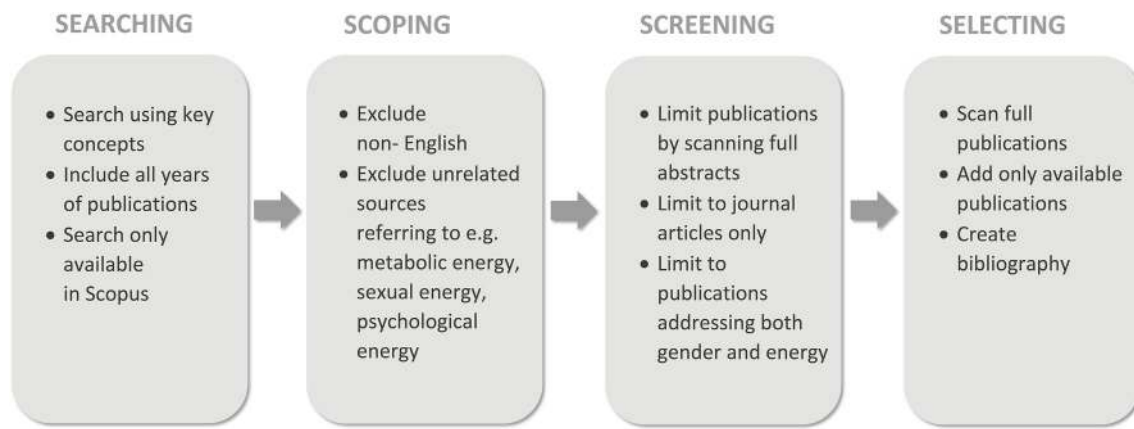 SEARCHING
• Search using key
concepts
• Include all years
of publications
• Search only
available
in Scopus
SCOPING
• Exclude
non- English
• Exclude unrelated
sources
referring to e.g.
metabolic energy,
sexual energy,
psychological
energy
SCREENING
• Limit publications
by scanning full
abstracts
• Limit to journal
articles only
• Limit to
publications
addressing both
gender and energy
SELECTING
• Scan full
publications
• Add only available
publications
• Create
bibliography